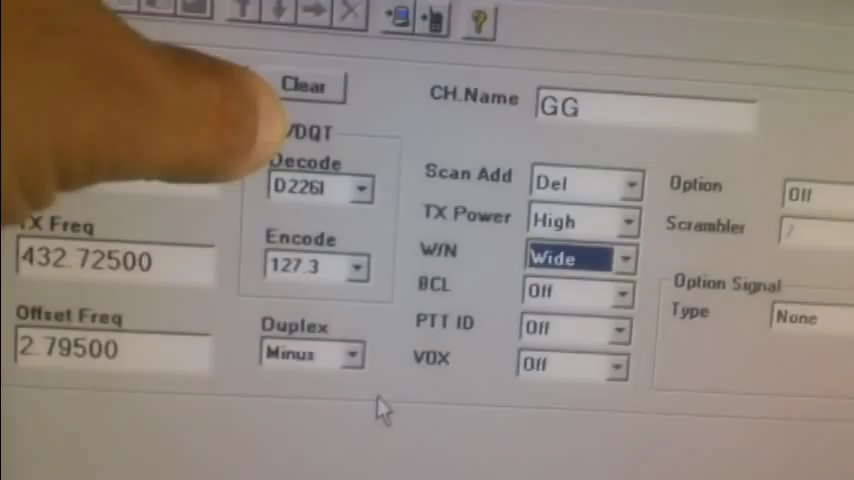 Clear
CH.Name
GG
/DQT
Decode
D226I
Scan Add
Del
Option
Off
TX Power
High
Scrambler
TX Freq
432.72500
Encode
127.3
W/N
Wide
BCL
Off
Option Signal
Type
None
Offset Freq
2.79500
Duplex
Minus
PTT ID
Off
VOX
Off